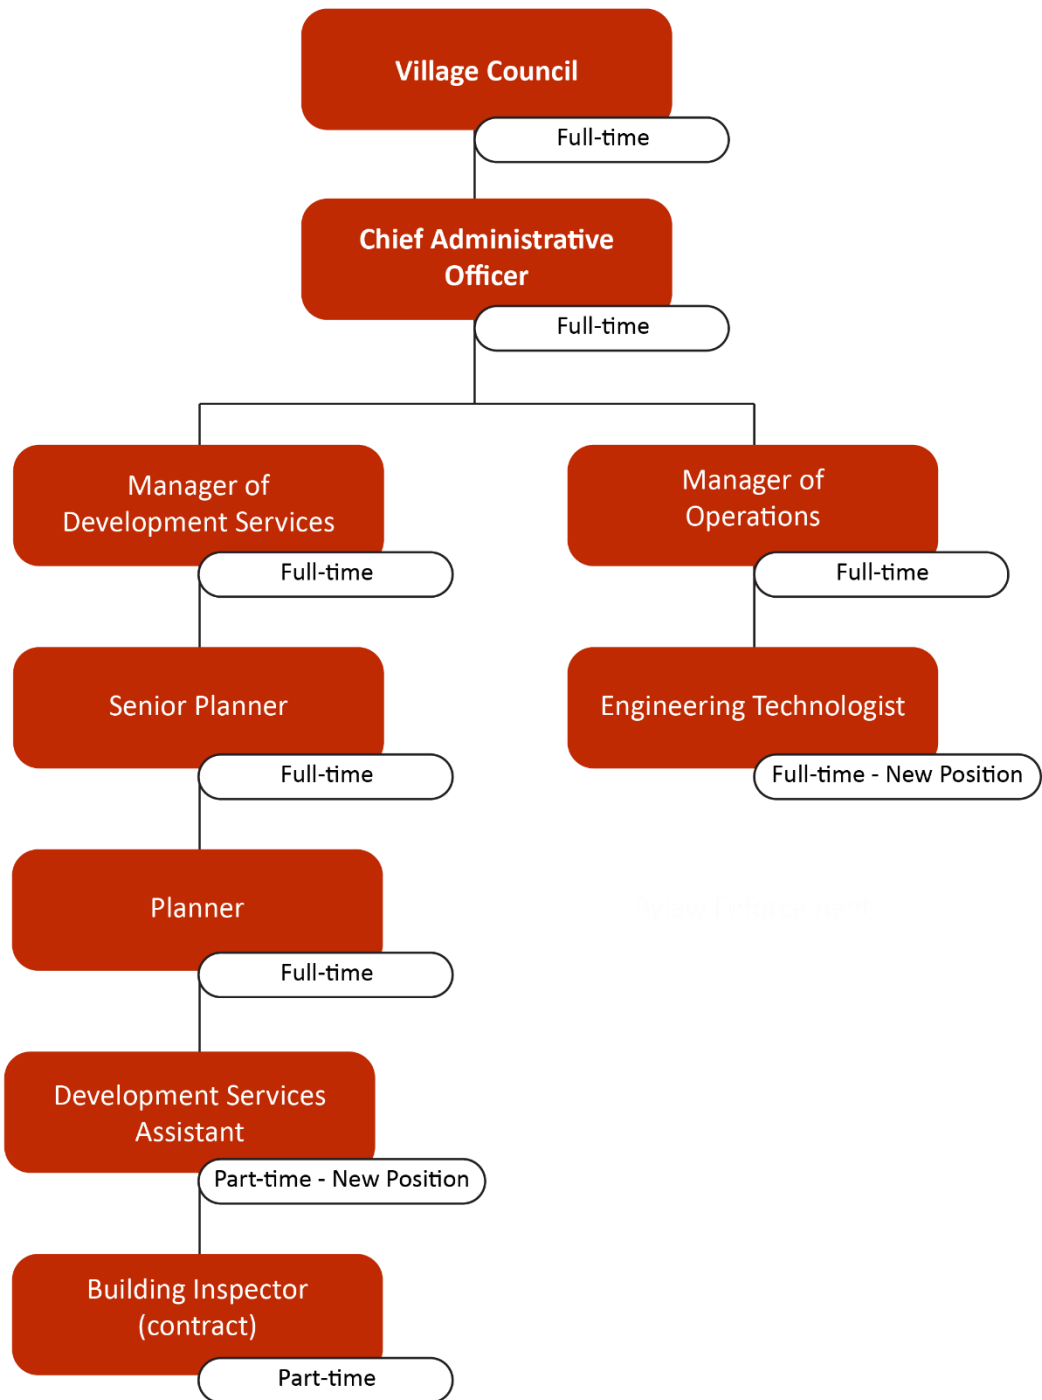 Village Council
Full-time
Chief Administrative
Officer
Full-time
Manager of
Development Services
Full-time
Manager of
Operations
Full-time
Senior Planner
Full-time
Engineering Technologist
Full-time - New Position
Planner
Full-time
Development Services
Assistant
Part-time - New Position
Building Inspector
(contract)
Part-time